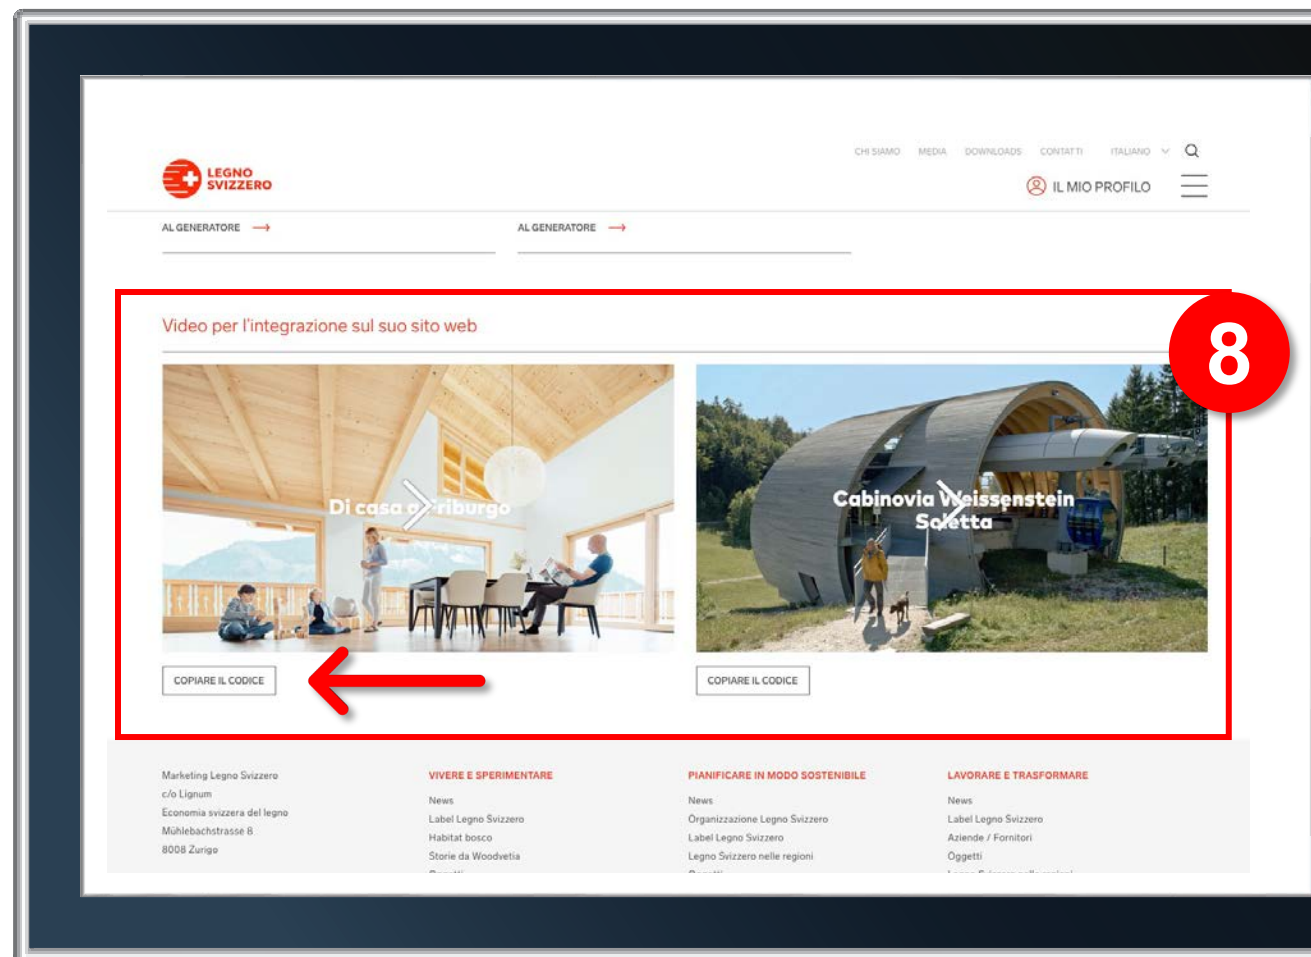 CHI SIAMO MEDIA DOWNLOADS CONTATTI ITALIANO
LEGNO
SVIZZERO
IL MIO PROFILO
AL GENERATORE
AL GENERATORE
Video per l'integrazione sul suo sito web
8
Di casa a Friburgo
Cabinovia Weissenstein
Soletta
COPIARE IL CODICE
COPIARE IL CODICE
Marketing Legno Svizzero
c/o Lignum
Economia svizzera del legno
Mühlebachstrasse 8
8008 Zurigo
VIVERE E SPERIMENTARE
News
Label Legno Svizzero
Habitat bosco
Storie da Woodvetia
PIANIFICARE IN MODO SOSTENIBILE
News
Organizzazione Legno Svizzero
Label Legno Svizzero
Legno Svizzero nelle regioni
LAVORARE E TRASFORMARE
News
Label Legno Svizzero
Aziende / Fornitori
Oggetti